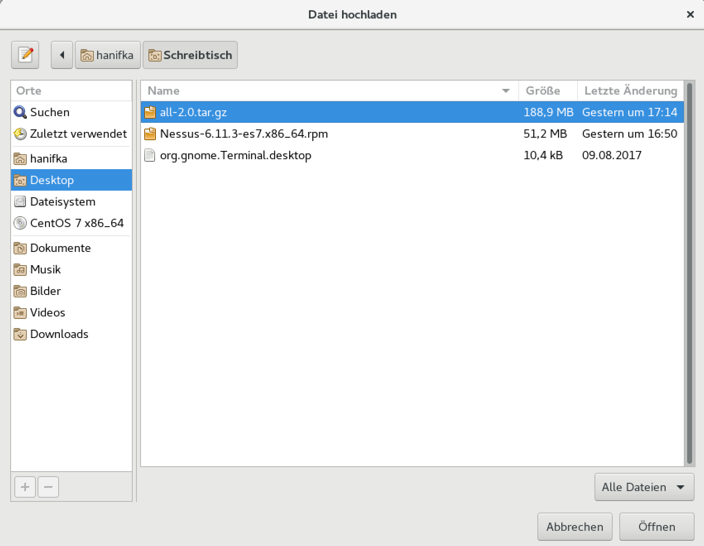 Datei hochladen
hanifka Schreibtisch
Orte
Suchen
Zuletzt verwendet
hanifka
Desktop
Dateisystem
CentOS 7 x86_64
Dokumente
Musik
Bilder
Videos
Downloads
Name Größe Letzte Änderung
all-2.0.tar.gz 188,9 MB Gestern um 17:14
Nessus-6.11.3-es7.x86_64.rpm 51,2 MB Gestern um 16:50
org.gnome.Terminal.desktop 10,4 kB 09.08.2017
Alle Dateien
Abbrechen Öffnen